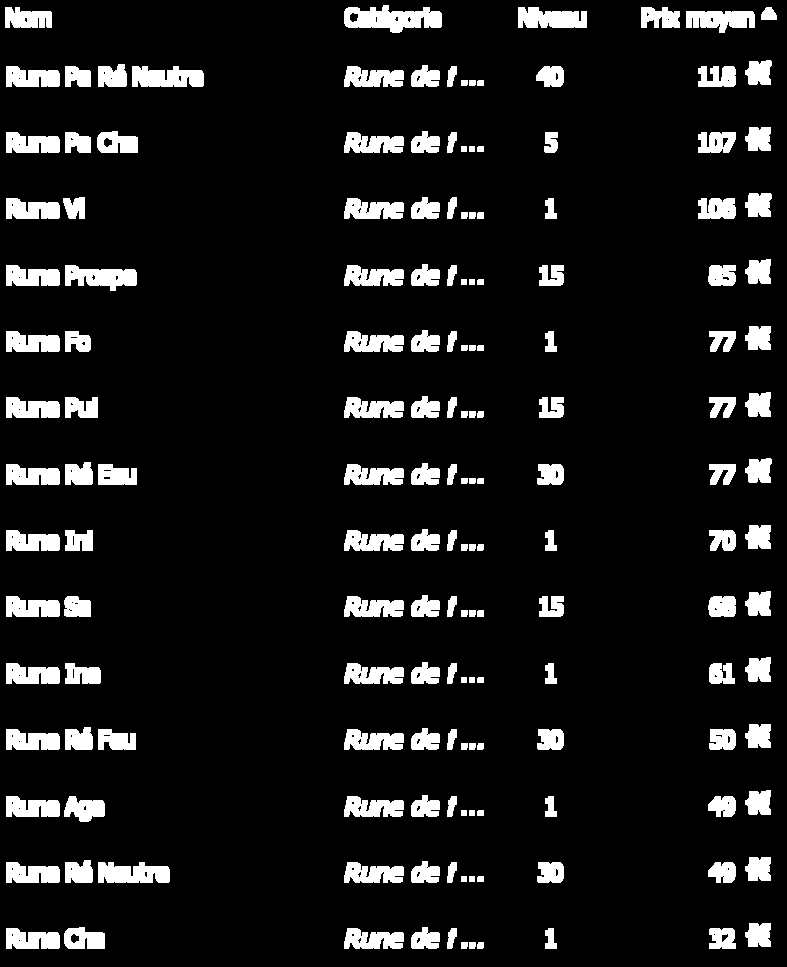 Nom Catégorie Niveau Prix moyen
Rune Pa Ré Neutre Rune de f ... 40 118
Rune Pa Cha Rune de f ... 5 107
Rune Vi Rune de f ... 1 106
Rune Prospe Rune de f ... 15 85
Rune Fo Rune de f ... 1 77
Rune Pui Rune de f ... 15 77
Rune Ré Eau Rune de f ... 30 77
Rune Ini Rune de f ... 1 70
Rune Sa Rune de f ... 15 68
Rune Ine Rune de f ... 1 61
Rune Ré Feu Rune de f ... 30 50
Rune Age Rune de f ... 1 49
Rune Ré Neutre Rune de f ... 30 49
Rune Cha Rune de f ... 1 32